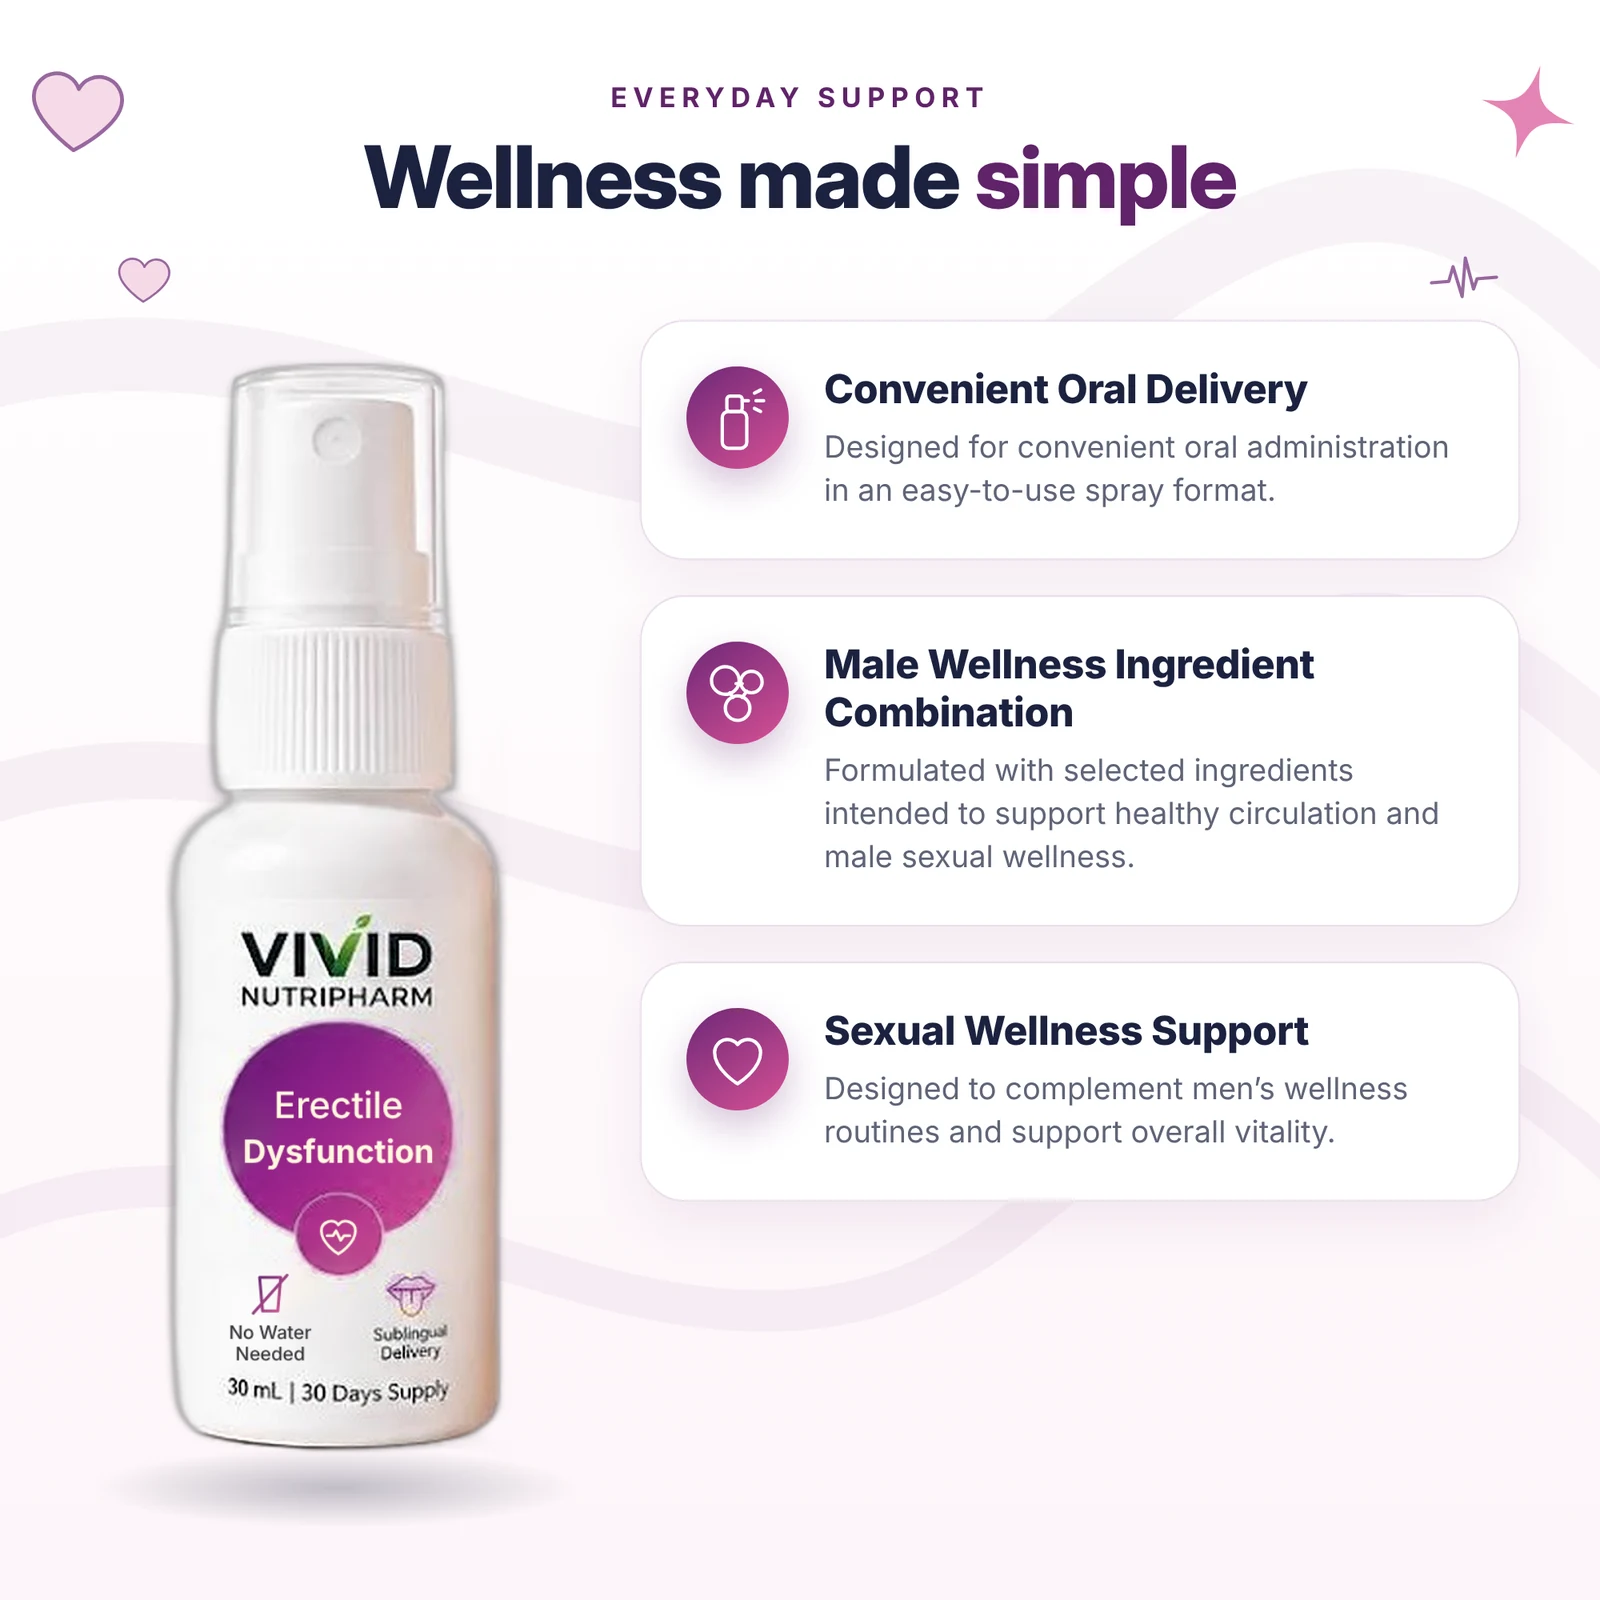 EVERYDAY SUPPORT
Wellness made simple
Convenient Oral Delivery
Designed for convenient oral administration
in an easy-to-use spray format.
Male Wellness Ingredient
Combination
Formulated with selected ingredients
intended to support healthy circulation and
male sexual wellness.
Sexual Wellness Support
Designed to complement men’s wellness
routines and support overall vitality.
VIVID
NUTRIPHARM
Erectile
Dysfunction
No Water
Needed
Sublingual
Delivery
30 mL | 30 Days Supply